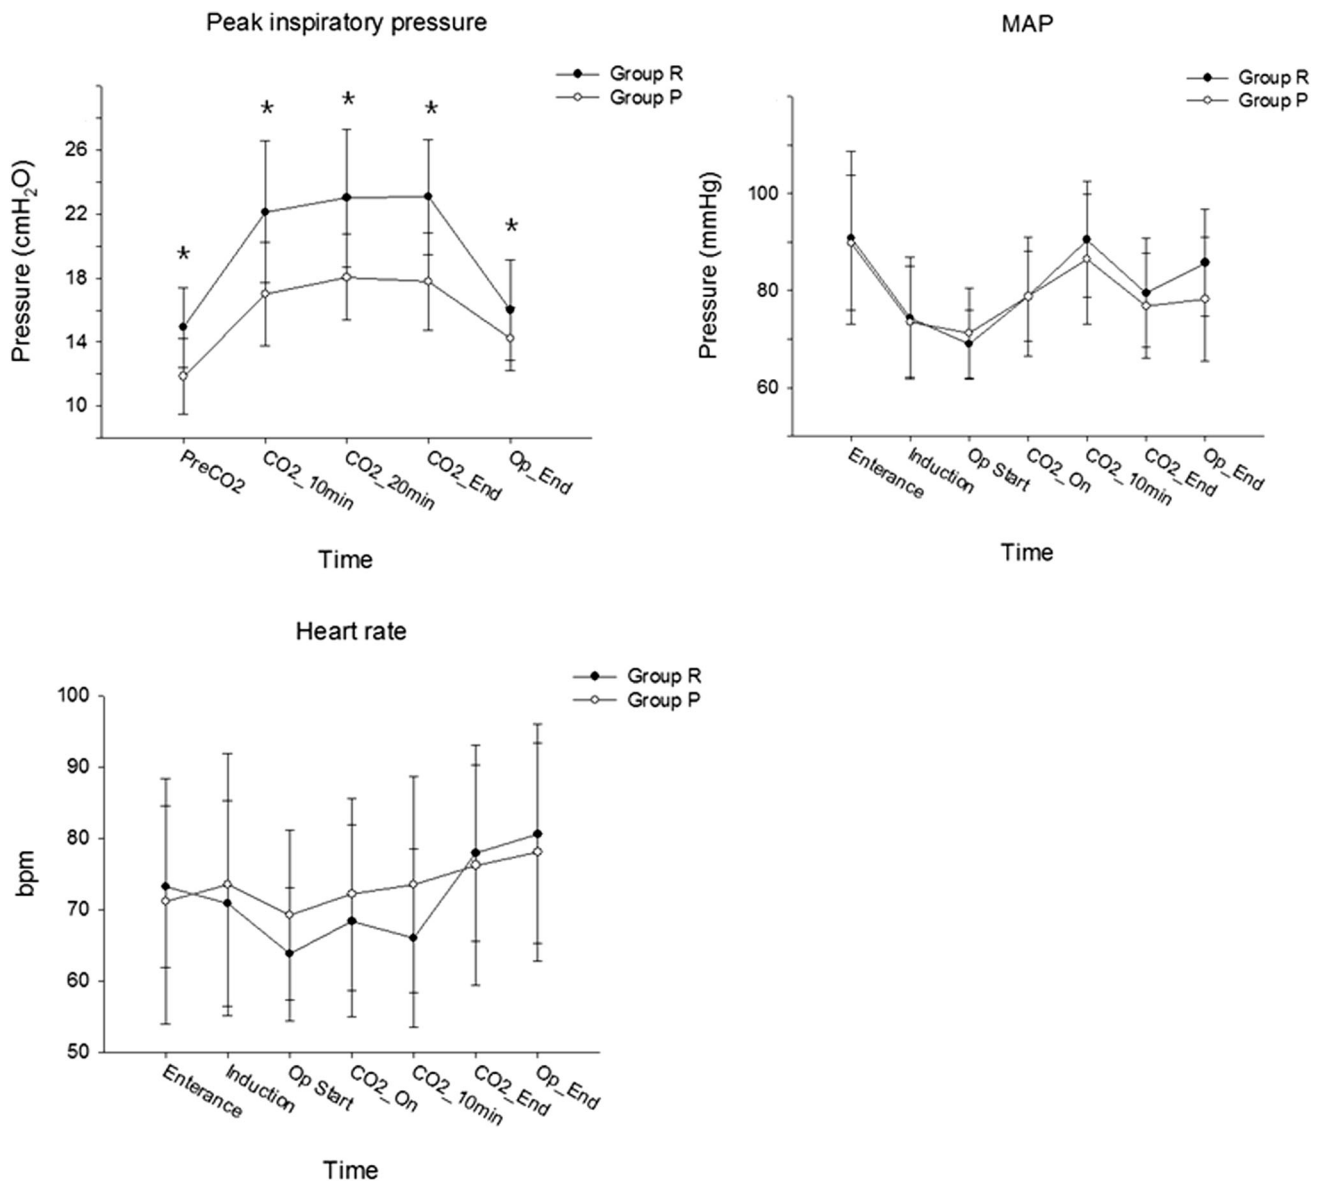 Peak inspiratory pressure
Group R
Group P
* * * * *
Pressure (cmH2O)
26
22
18
14
10
PreCO2
CO2_10min
CO2_20min
CO2_End
Op_End
Time
MAP
Group R
Group P
Pressure (mmHg)
100
80
60
Enterance
Induction
Op Start
CO2_On
CO2_10min
CO2_End
Op_End
Time
Heart rate
Group R
Group P
bpm
100
90
80
70
60
50
Enterance
Induction
Op Start
CO2_On
CO2_10min
CO2_End
Op_End
Time